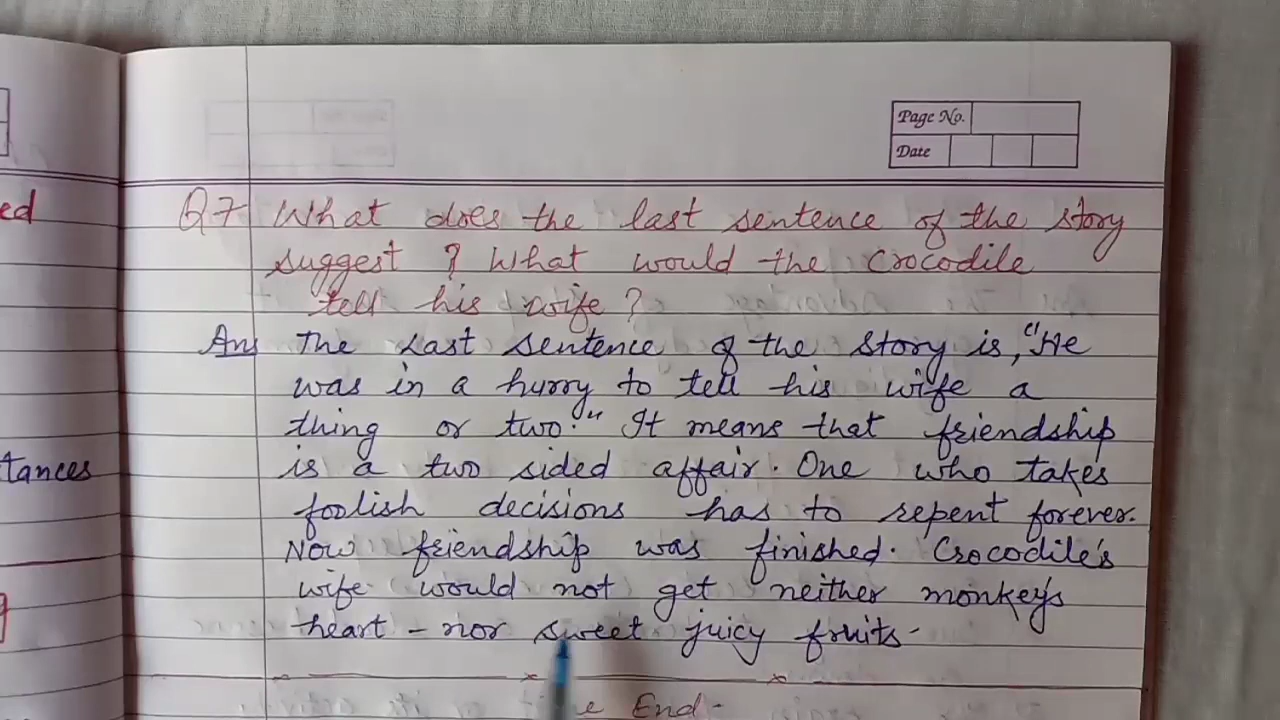 Page No.
Date
ed
Q7 What does the last sentence of the story
suggest ? What would the crocodile
tell his wife ?
Ans The Last sentence of the story is, "He
was in a hurry to tell his wife a
thing or two." It means that friendship
is a two sided affair. One who takes
tances
foolish decisions has to repent forever.
Now friendship was finished. Crocodile's
wife would not get neither monkey's
heart - nor sweet juicy fruits.
End